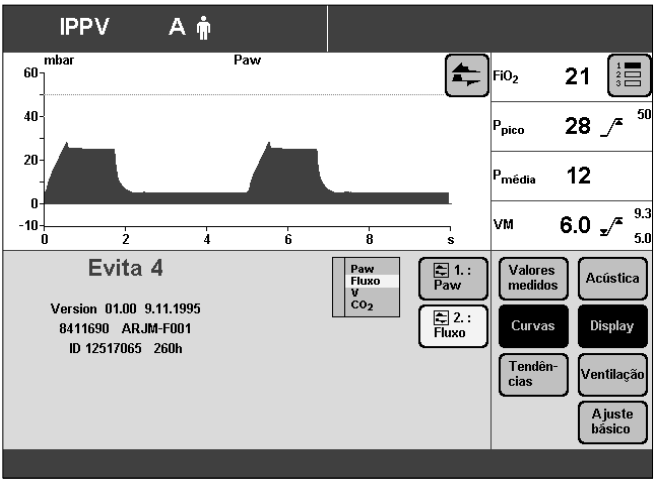 IPPV A
mbar Paw
60
40
20
0
-10
0 2 4 6 8 s
FiO2 21
1
2
3
Ppico 28 50
Pmédia 12
VM 6.0 9.3
5.0
Evita 4
Version 01.00 9.11.1995
8411690 ARJM-F001
ID 12517065 260h
Paw
Fluxo
V
CO2
1. :
Paw
2. :
Fluxo
Valores
medidos
Acústica
Curvas
Display
Tendên-
cias
Ventilação
Ajuste
básico